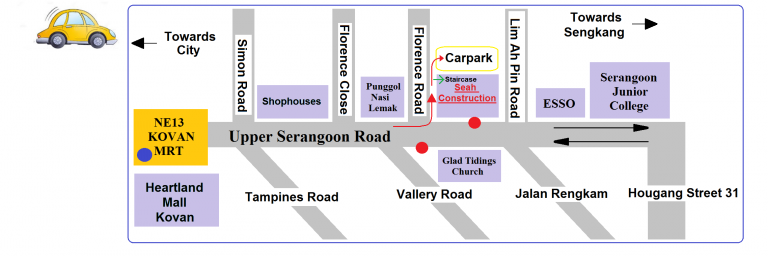 Towards
City
Simon Road
Florence Close
Florence Road
Lim Ah Pin Road
Towards
Sengkang
Carpark
Staircase
Seah
Construction
Shophouses
Punggol
Nasi
Lemak
ESSO
Serangoon
Junior
College
NE13
KOVAN
MRT
Upper Serangoon Road
Glad Tidings
Church
Heartland
Mall
Kovan
Tampines Road
Vallery Road
Jalan Rengkam
Hougang Street 31